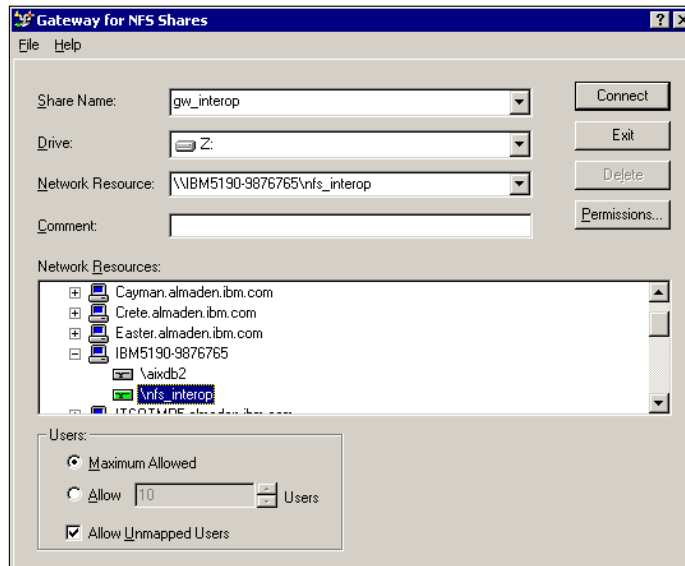 Gateway for NFS Shares
File Help
Share Name: gw_interop Connect
Drive: Z: Exit
Network Resource: \\IBM5190-9876765\nfs_interop Delete
Comment: Permissions...
Network Resources:
Cayman.almaden.ibm.com
Crete.almaden.ibm.com
Easter.almaden.ibm.com
IBM5190-9876765
\aixdb2
\nfs_interop
Users:
Maximum Allowed
Allow 10 Users
Allow Unmapped Users